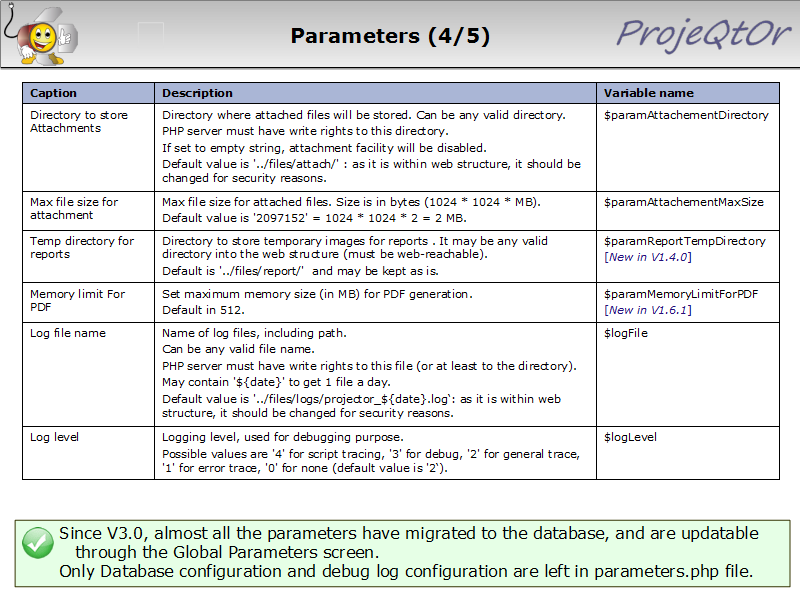 Parameters (4/5)
ProjeQtOr
Caption
Description
Variable name
Directory to store
Attachments
Directory where attached files will be stored. Can be any valid directory.
PHP server must have write rights to this directory.
If set to empty string, attachment facility will be disabled.
Default value is '../files/attach/' : as it is within web structure, it should be
changed for security reasons.
$paramAttachementDirectory
Max file size for
attachment
Max file size for attached files. Size is in bytes (1024 * 1024 * MB).
Default value is '2097152' = 1024 * 1024 * 2 = 2 MB.
$paramAttachementMaxSize
Temp directory for
reports
Directory to store temporary images for reports . It may be any valid
directory into the web structure (must be web-reachable).
Default is '../files/report/'  and may be kept as is.
$paramReportTempDirectory
[New in V1.4.0]
Memory limit For
PDF
Set maximum memory size (in MB) for PDF generation.
Default in 512.
$paramMemoryLimitForPDF
[New in V1.6.1]
Log file name
Name of log files, including path.
Can be any valid file name.
PHP server must have write rights to this file (or at least to the directory).
May contain '${date}' to get 1 file a day.
Default value is '../files/logs/projector_${date}.log‘: as it is within web
structure, it should be changed for security reasons.
$logFile
Log level
Logging level, used for debugging purpose.
Possible values are '4' for script tracing, '3' for debug, '2' for general trace,
'1' for error trace, '0' for none (default value is '2‘).
$logLevel
Since V3.0, almost all the parameters have migrated to the database, and are updatable
through the Global Parameters screen.
Only Database configuration and debug log configuration are left in parameters.php file.